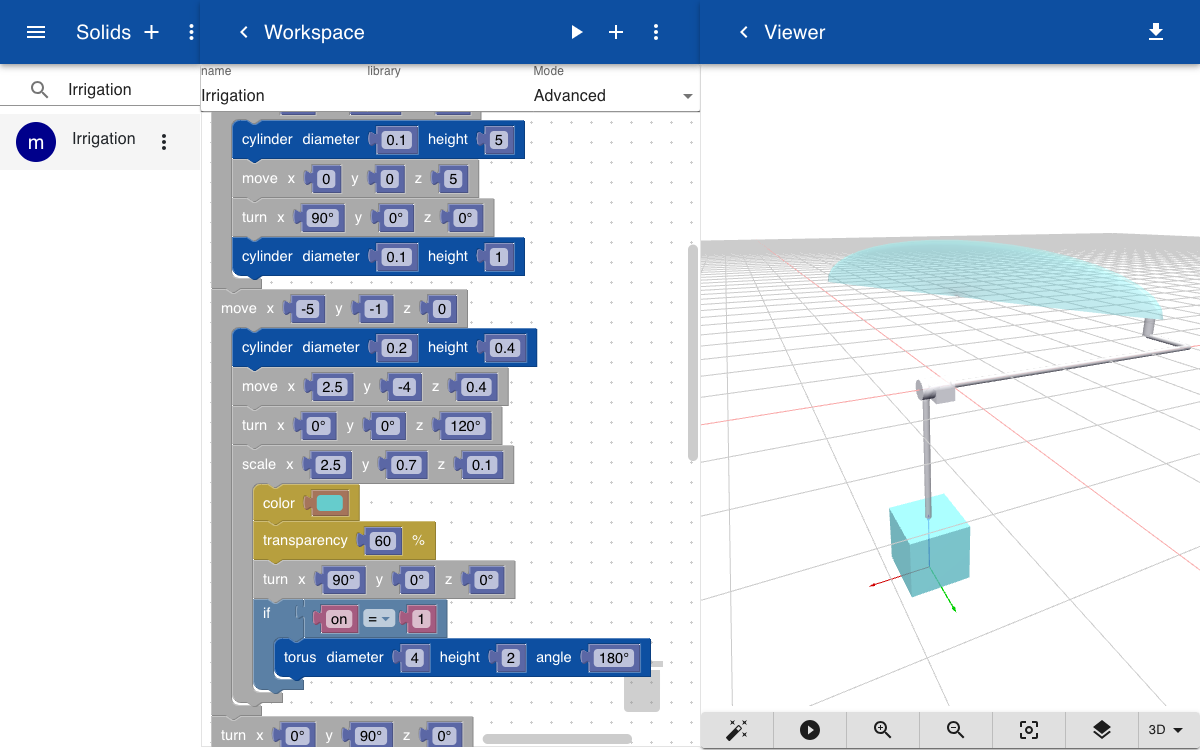 Solids
Workspace
Viewer
Irrigation
m
Irrigation
name library Mode
Irrigation Advanced
cylinder diameter 0.1 height 5
move x 0 y 0 z 5
turn x 90° y 0° z 0°
cylinder diameter 0.1 height 1
move x -5 y -1 z 0
cylinder diameter 0.2 height 0.4
move x 2.5 y -4 z 0.4
turn x 0° y 0° z 120°
scale x 2.5 y 0.7 z 0.1
color
transparency 60 %
turn x 90° y 0° z 0°
if on = 1
torus diameter 4 height 2 angle 180°
turn x 0° y 90° z 0°
3D